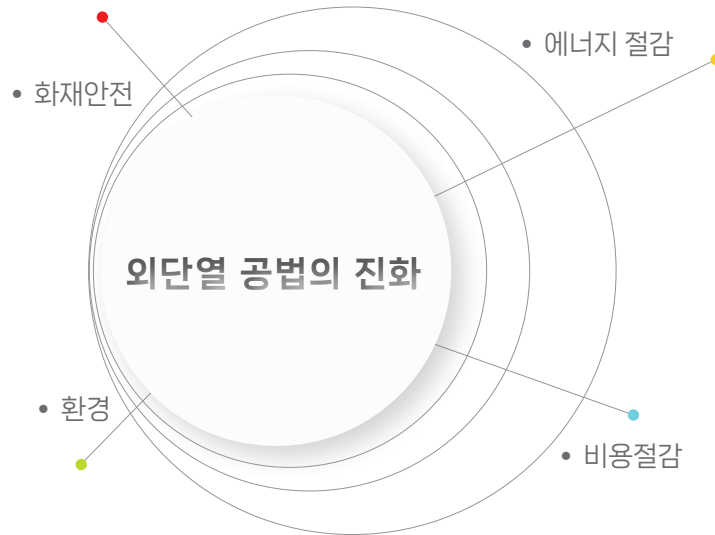 • 에너지 절감
• 화재안전
외단열 공법의 진화
• 환경
• 비용절감